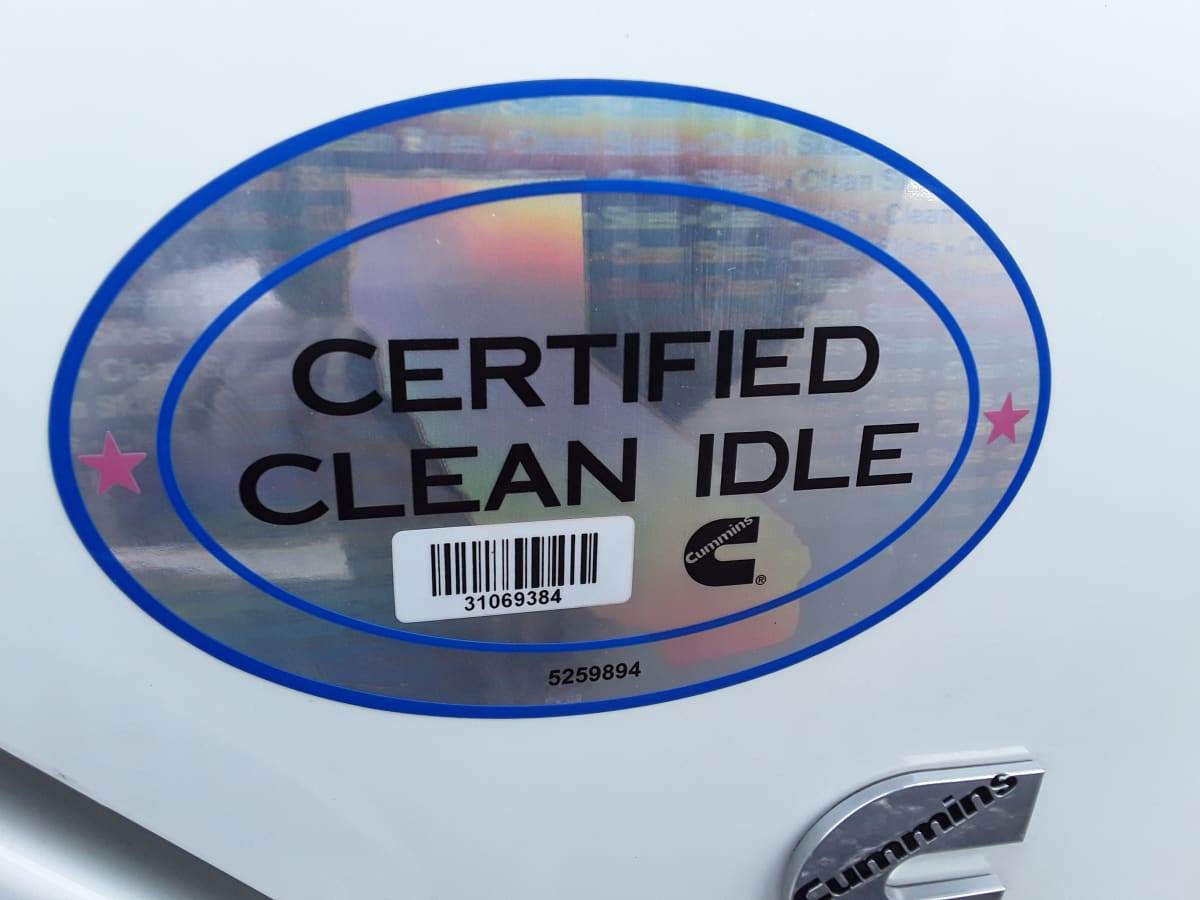 CERTIFIED
CLEAN IDLE
Cummins
®
31069384
5259894
Cummins